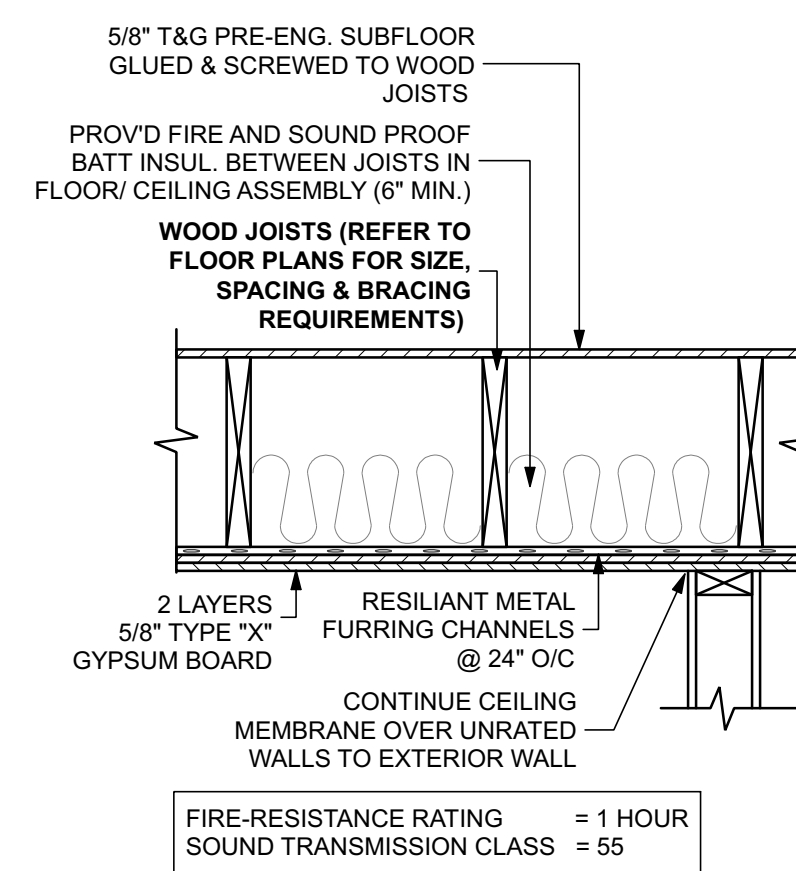 5/8" T&G PRE-ENG. SUBFLOOR
GLUED & SCREWED TO WOOD
JOISTS
PROV'D FIRE AND SOUND PROOF
BATT INSUL. BETWEEN JOISTS IN
FLOOR/ CEILING ASSEMBLY (6" MIN.)
WOOD JOISTS (REFER TO
FLOOR PLANS FOR SIZE,
SPACING & BRACING
REQUIREMENTS)
2 LAYERS
5/8" TYPE "X"
GYPSUM BOARD
RESILIANT METAL
FURRING CHANNELS
@ 24" O/C
CONTINUE CEILING
MEMBRANE OVER UNRATED
WALLS TO EXTERIOR WALL
FIRE-RESISTANCE RATING = 1 HOUR
SOUND TRANSMISSION CLASS = 55